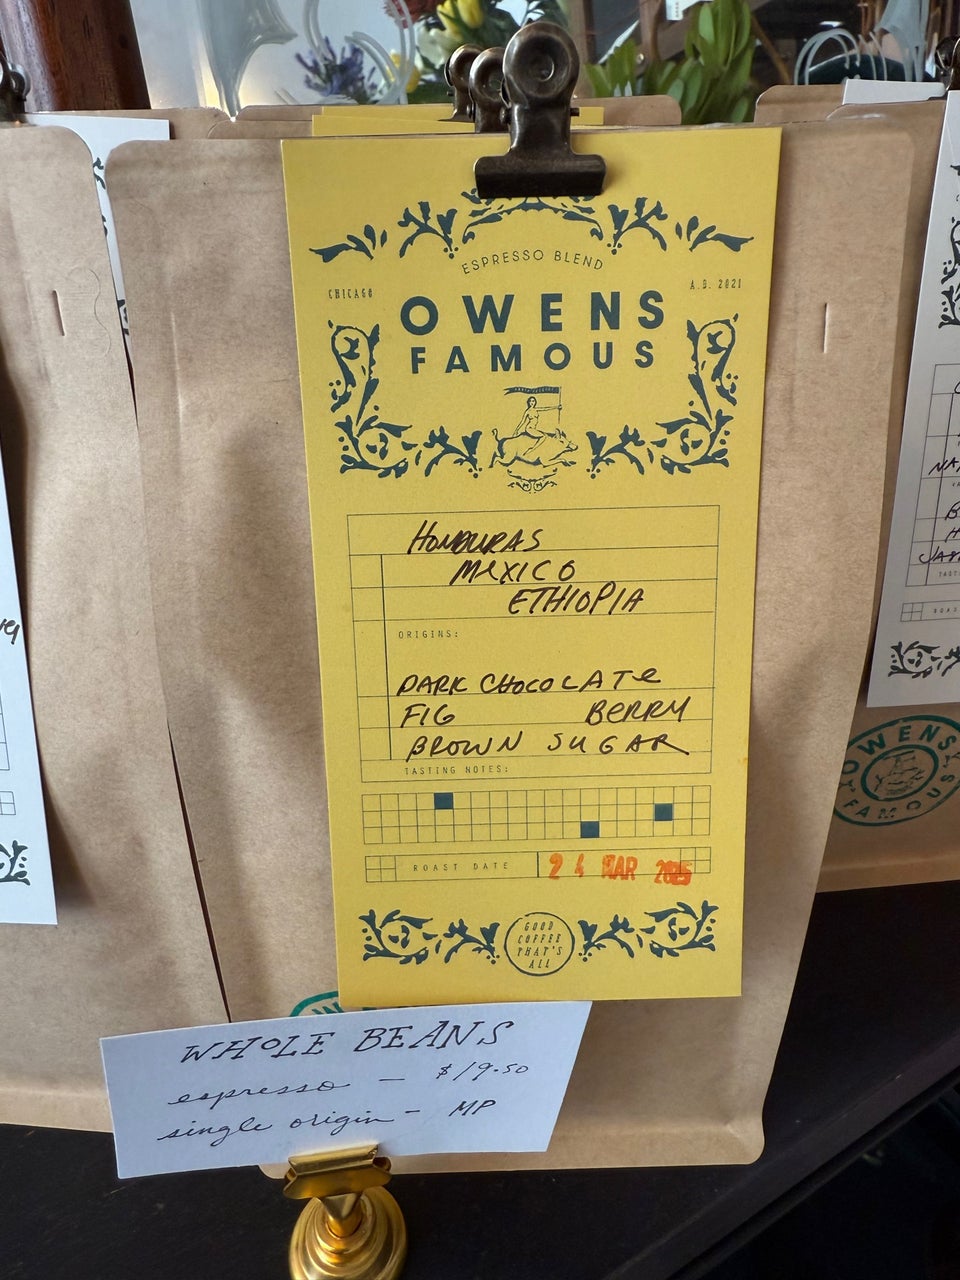 ESPRESSO BLEND
CHICAGO
A.D. 2021
OWENS
FAMOUS
HONDURAS
MEXICO
ETHIOPIA
ORIGINS:
DARK CHOCOLATE
FIG BERRY
BROWN SUGAR
TASTING NOTES:
ROAST DATE 24 MAR 2025
GOOD
COFFEE
THAT'S
ALL
OWENS
FAMOUS
WHOLE BEANS
espresso — $19.50
single origin - MP